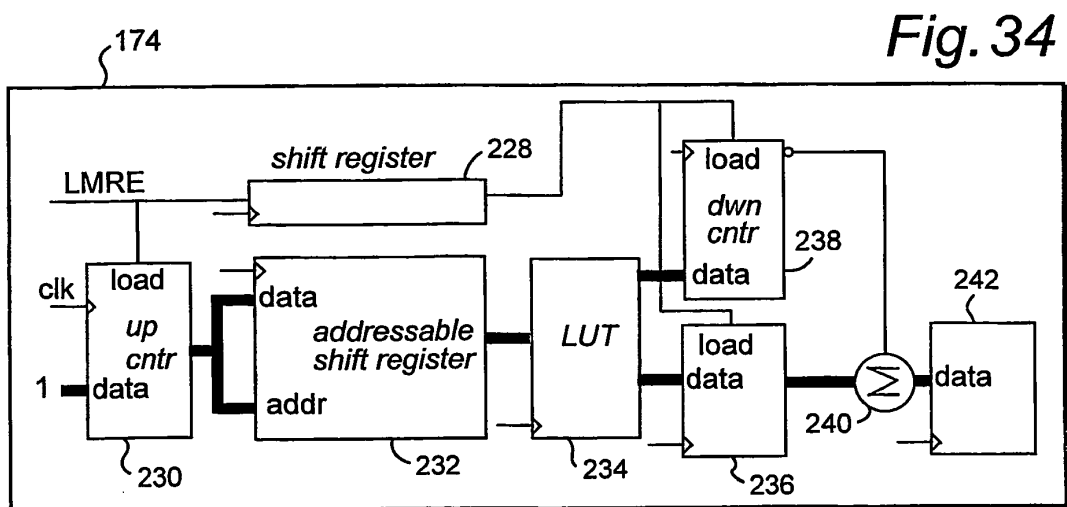 Fig. 34
174
shift register
228
LMRE
load
dwn
cntr
238
data
load
clk
up
cntr
1
data
data
addressable
shift register
addr
LUT
load
data
Σ
240
242
data
230
232
234
236